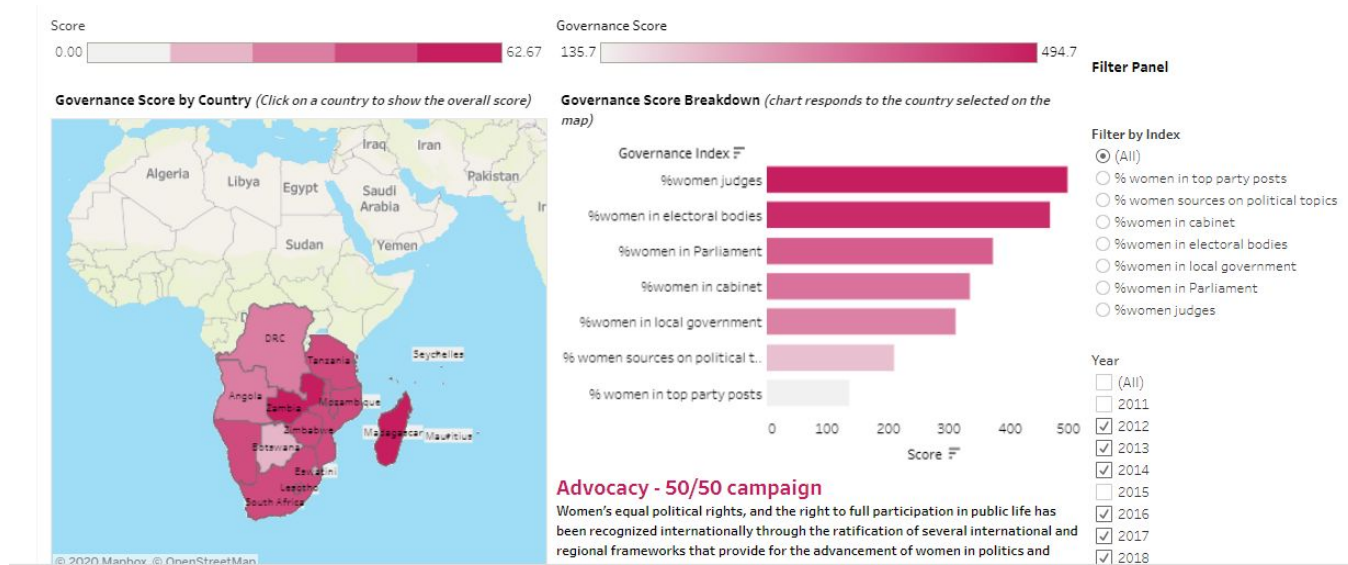 Score
0.00
62.67
Governance Score
135.7
494.7
Governance Score by Country (Click on a country to show the overall score)
Iraq
Iran
Algeria
Libya
Egypt
Saudi
Arabia
Pakistan
Ir
Sudan
Yemen
D
DRC
Tanzania
Seychelles
Angola
Zambia
Mozambique
Zimbabwe
Madagascar
Mauritius
Botswana
Eswatini
Lesotho
South Africa
© 2020 Mapbox © OpenStreetMap
Governance Score Breakdown (chart responds to the country selected on the
map)
Governance Index
%women judges
%women in electoral bodies
%women in Parliament
%women in cabinet
%women in local government
% women sources on political t..
% women in top party posts
0 100 200 300 400 500
Score
Advocacy - 50/50 campaign
Women's equal political rights, and the right to full participation in public life has
been recognized internationally through the ratification of several international and
regional frameworks that provide for the advancement of women in politics and
Filter Panel
Filter by Index
(All)
% women in top party posts
% women sources on political topics
%women in cabinet
%women in electoral bodies
%women in local government
%women in Parliament
%women judges
Year
(All)
2011
2012
2013
2014
2015
2016
2017
2018